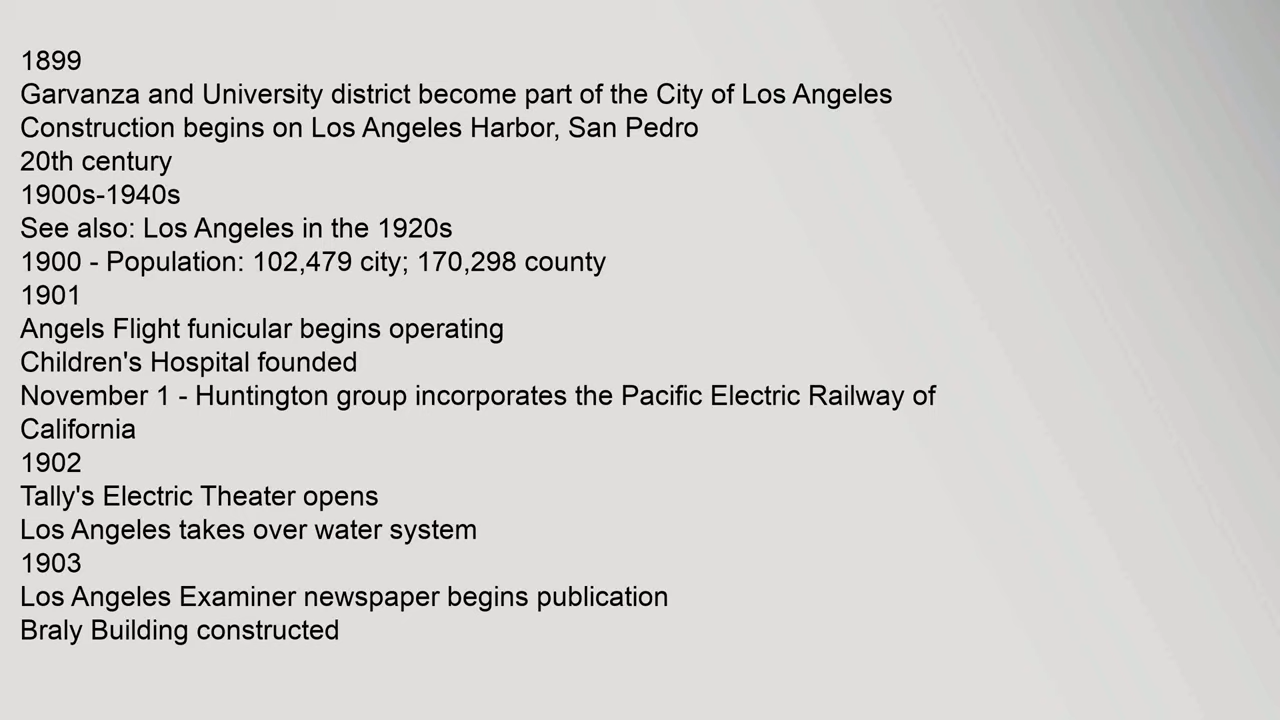 1899
Garvanza and University district become part of the City of Los Angeles
Construction begins on Los Angeles Harbor, San Pedro
20th century
1900s-1940s
See also: Los Angeles in the 1920s
1900 - Population: 102,479 city; 170,298 county
1901
Angels Flight funicular begins operating
Children's Hospital founded
November 1 - Huntington group incorporates the Pacific Electric Railway of
California
1902
Tally's Electric Theater opens
Los Angeles takes over water system
1903
Los Angeles Examiner newspaper begins publication
Braly Building constructed